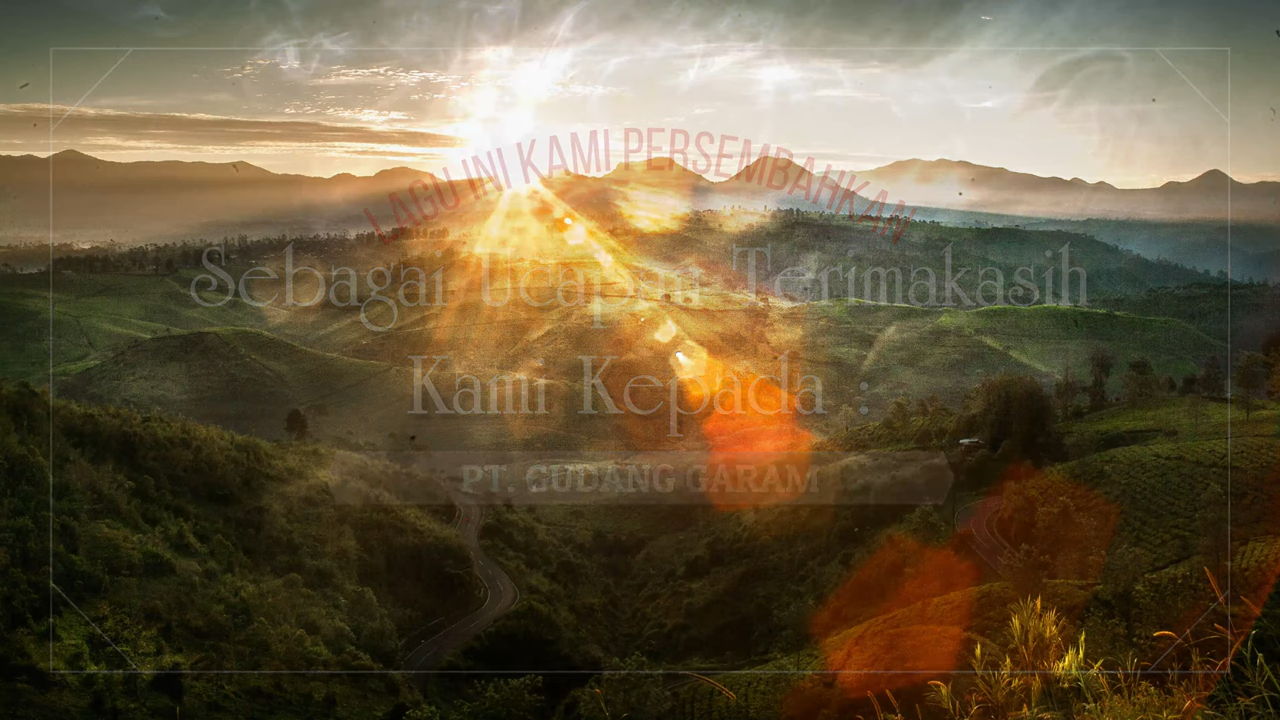 LAGU INI KAMI PERSEMBAHKAN
Sebagai Ucapan Terimakasih
Kami Kepada :
PT. GUDANG GARAM